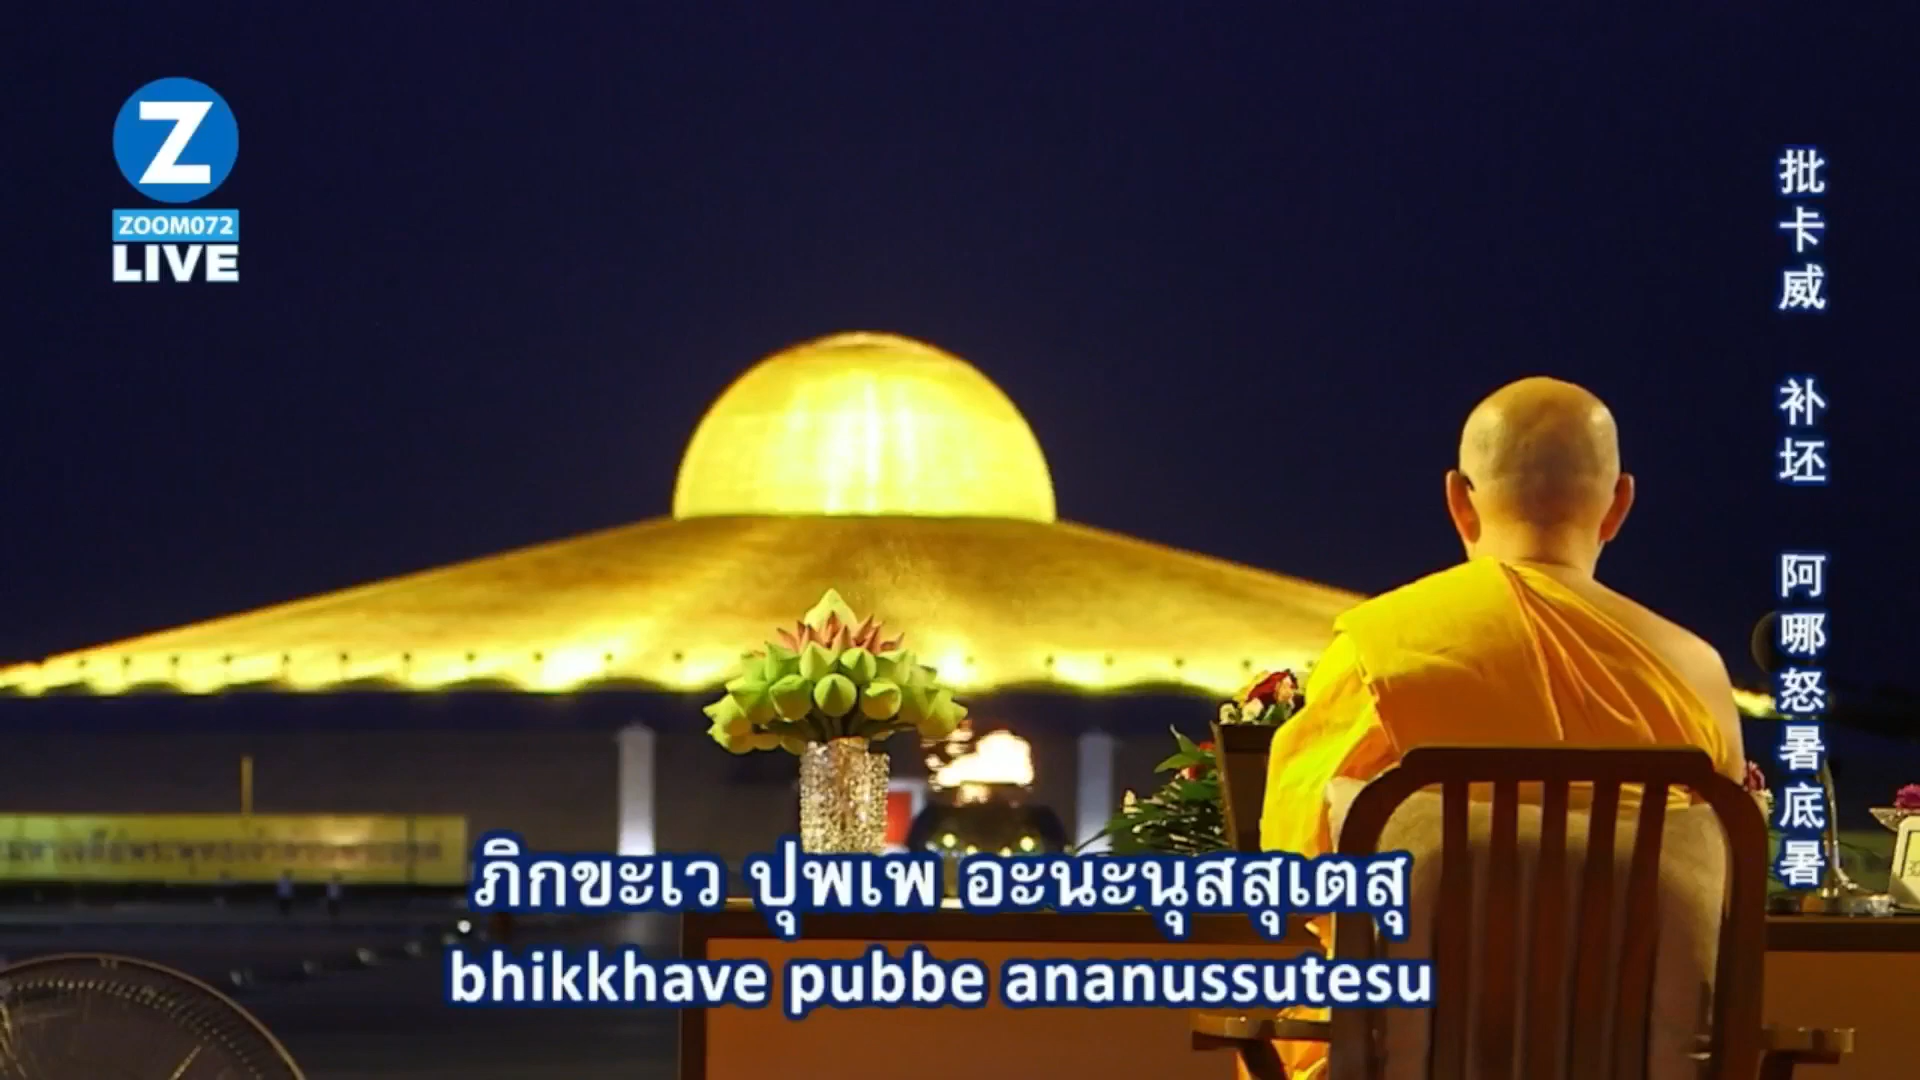 Z
ZOOM072
LIVE
批卡威 补坯 阿哪怒暑底暑
ภิกขะเว ปุพเพ อะนะนุสสุเตสุ
bhikkhave pubbe ananussutesu